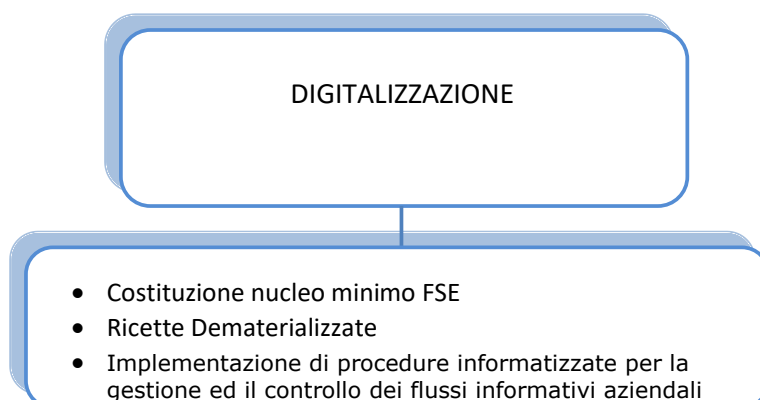 DIGITALIZZAZIONE
• Costituzione nucleo minimo FSE
• Ricette Dematerializzate
• Implementazione di procedure informatizzate per la
gestione ed il controllo dei flussi informativi aziendali